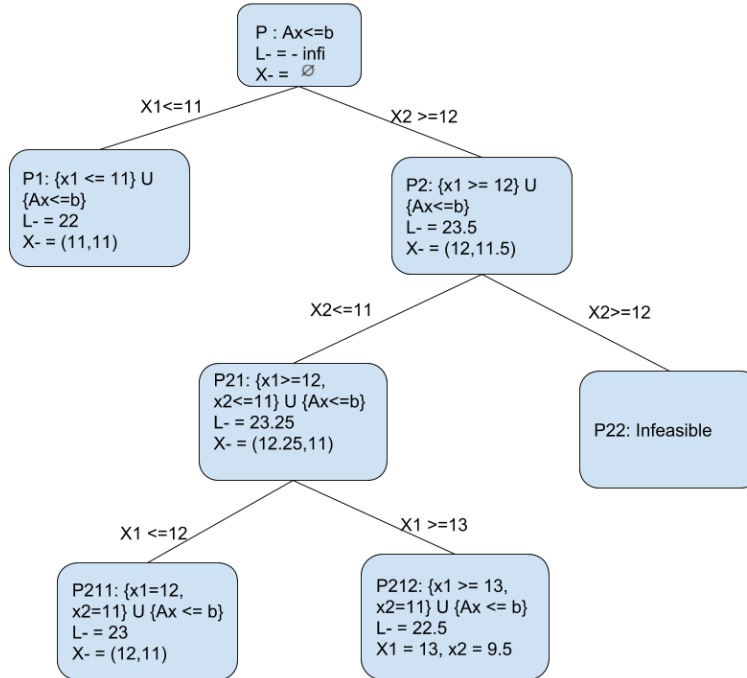 P : Ax<=b
L- = - infi
X- = ∅
X1<=11
X2 >=12
P1: {x1 <= 11} U
{Ax<=b}
L- = 22
X- = (11,11)
P2: {x1 >= 12} U
{Ax<=b}
L- = 23.5
X- = (12,11.5)
X2<=11
X2>=12
P21: {x1>=12,
x2<=11} U {Ax<=b}
L- = 23.25
X- = (12.25,11)
P22: Infeasible
X1 <=12
X1 >=13
P211: {x1=12,
x2=11} U {Ax <= b}
L- = 23
X- = (12,11)
P212: {x1 >= 13,
x2=11} U {Ax <= b}
L- = 22.5
X1 = 13, x2 = 9.5